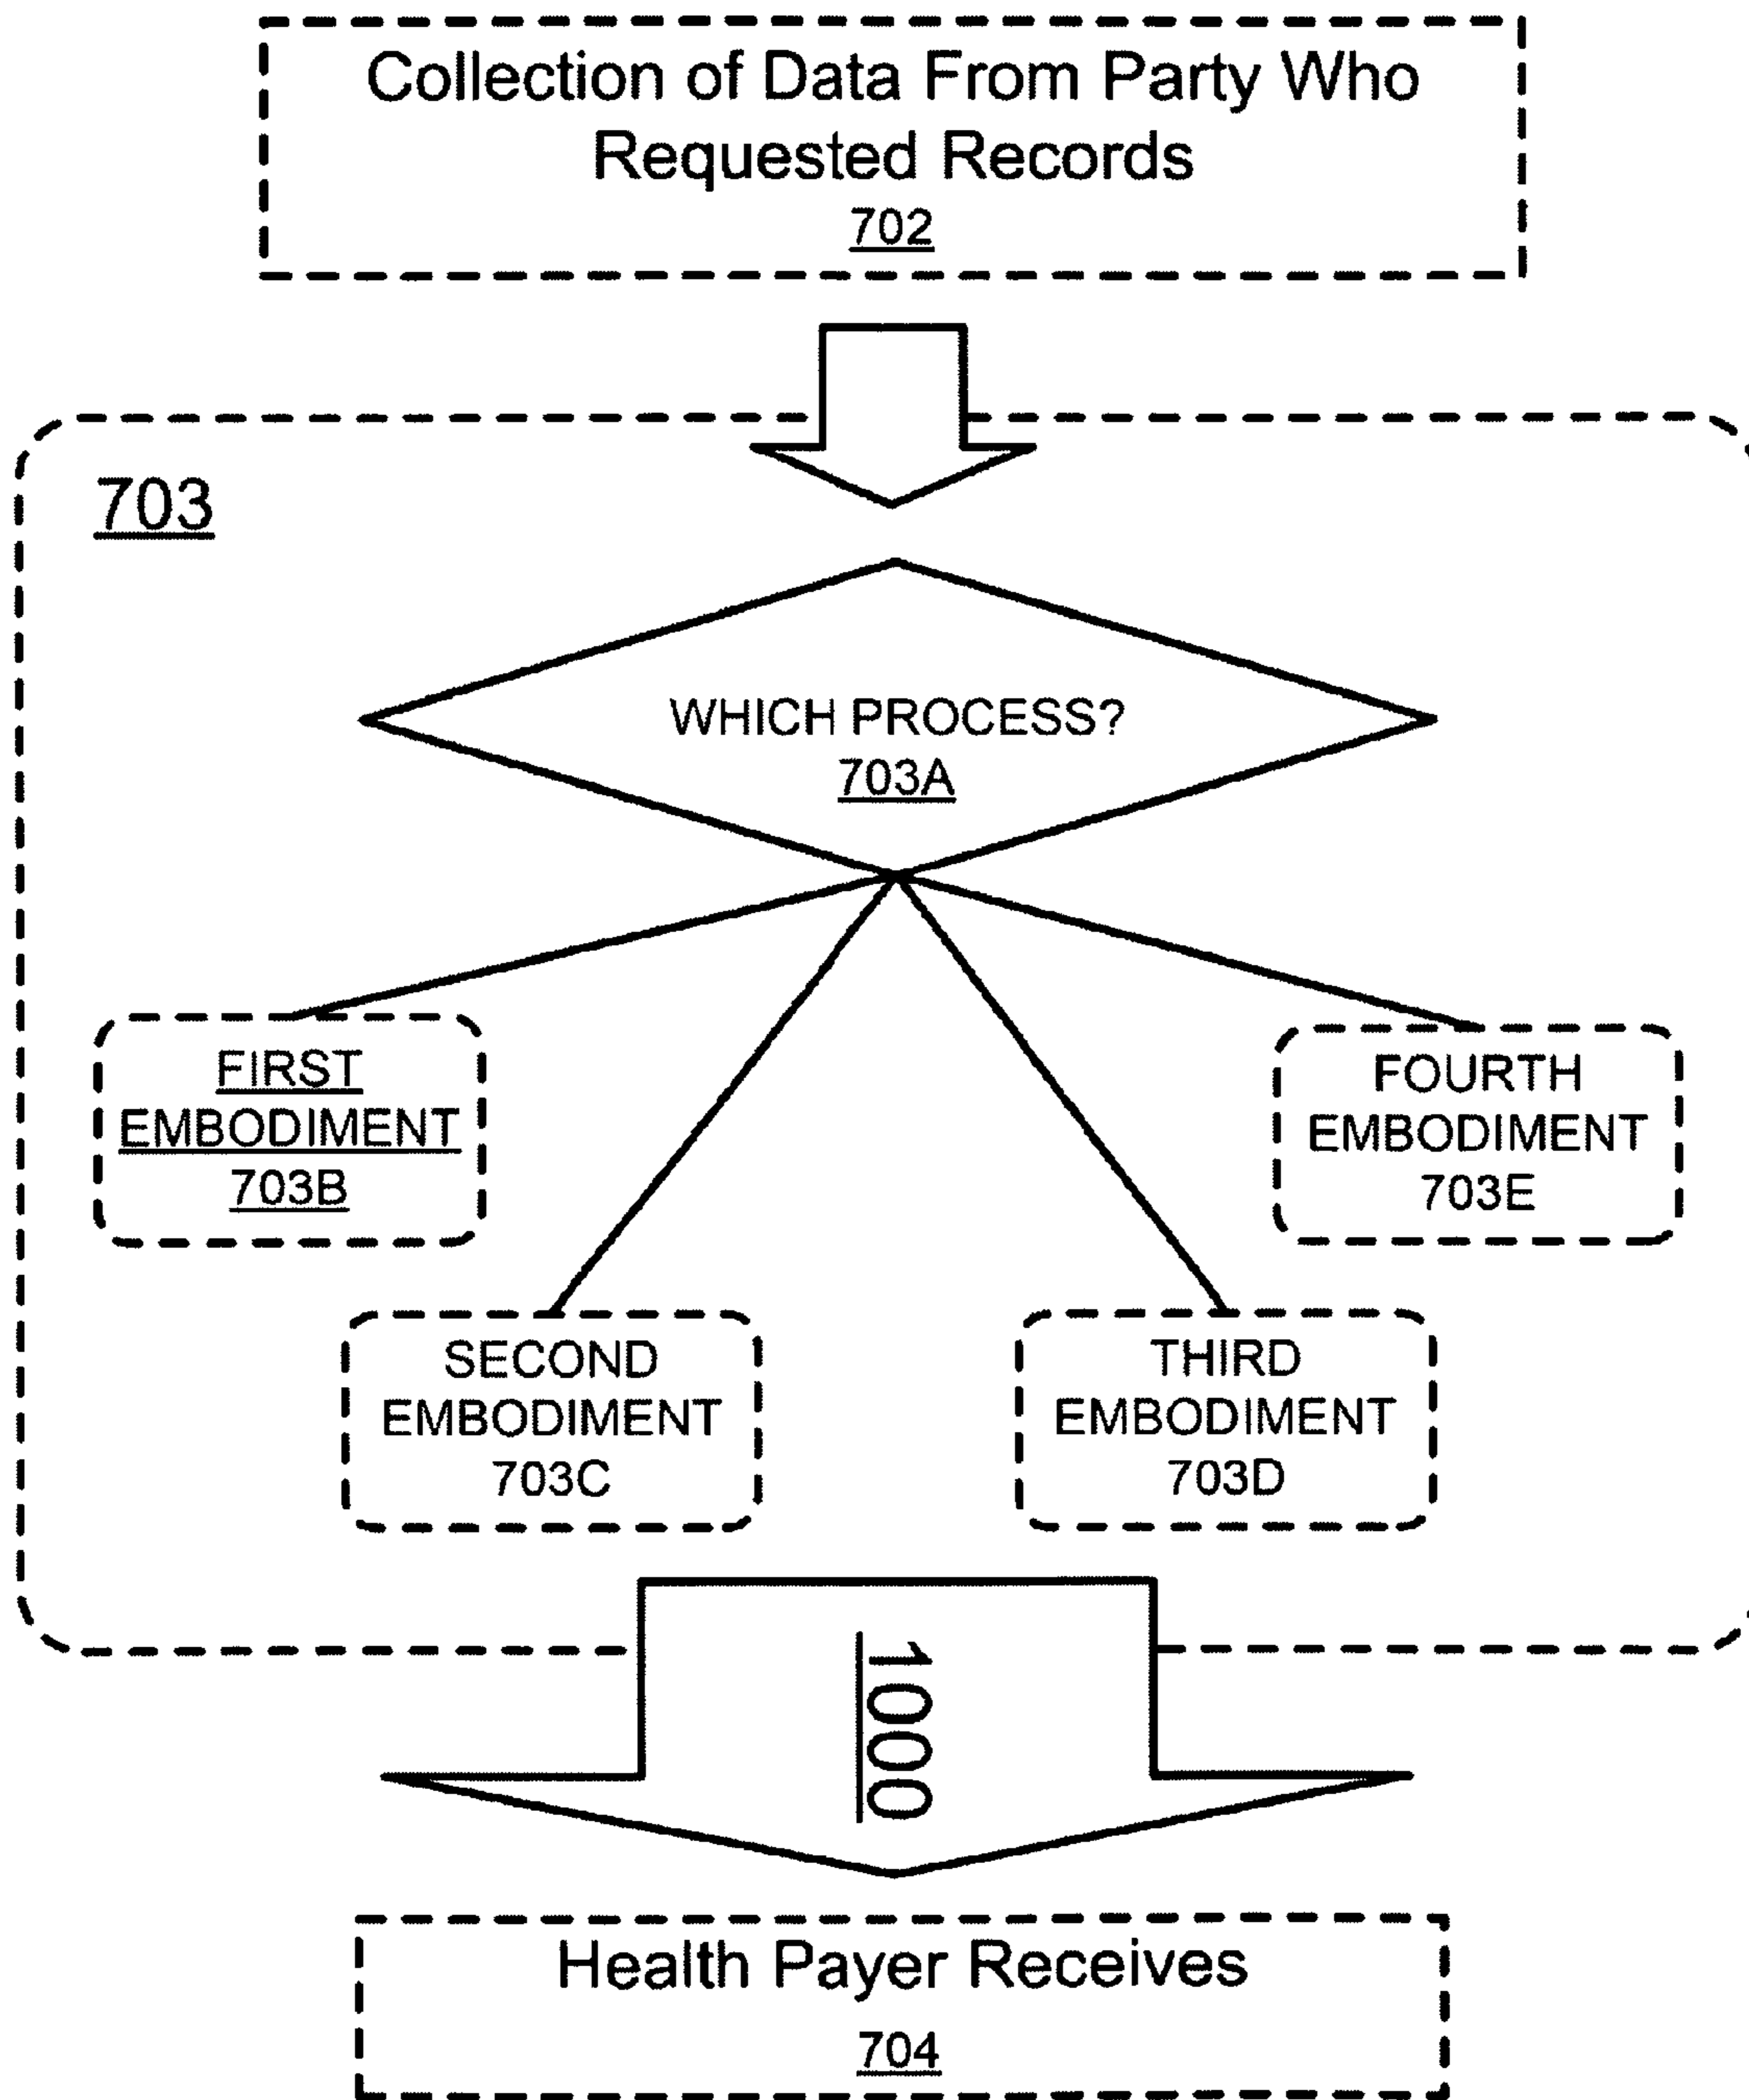 Collection of Data From Party Who
Requested Records
702
703
WHICH PROCESS?
703A
FIRST
EMBODIMENT
703B
FOURTH
EMBODIMENT
703E
SECOND
EMBODIMENT
703C
THIRD
EMBODIMENT
703D
1000
Health Payer Receives
704